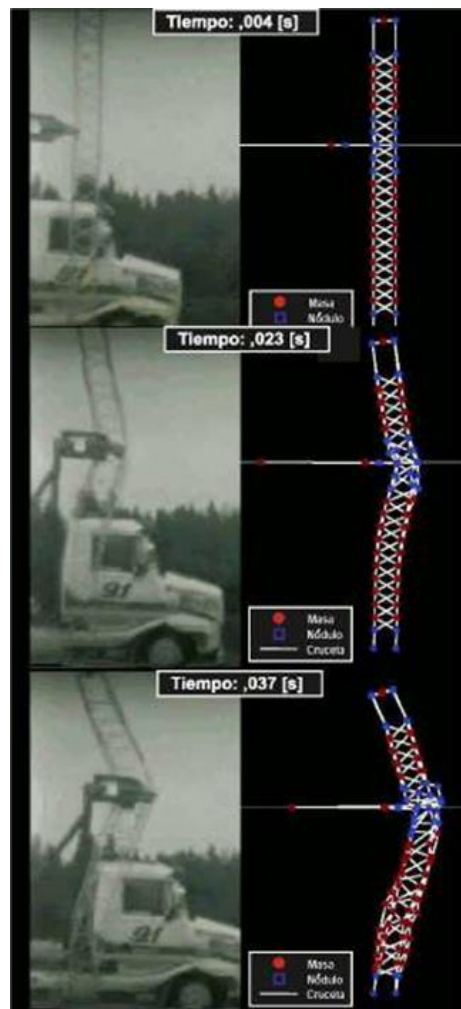 Tiempo: ,004 [s]
91
Masa
Nódulo
Tiempo: ,023 [s]
91
Masa
Nódulo
Cruceta
Tiempo: ,037 [s]
91
Masa
Nódulo
Cruceta